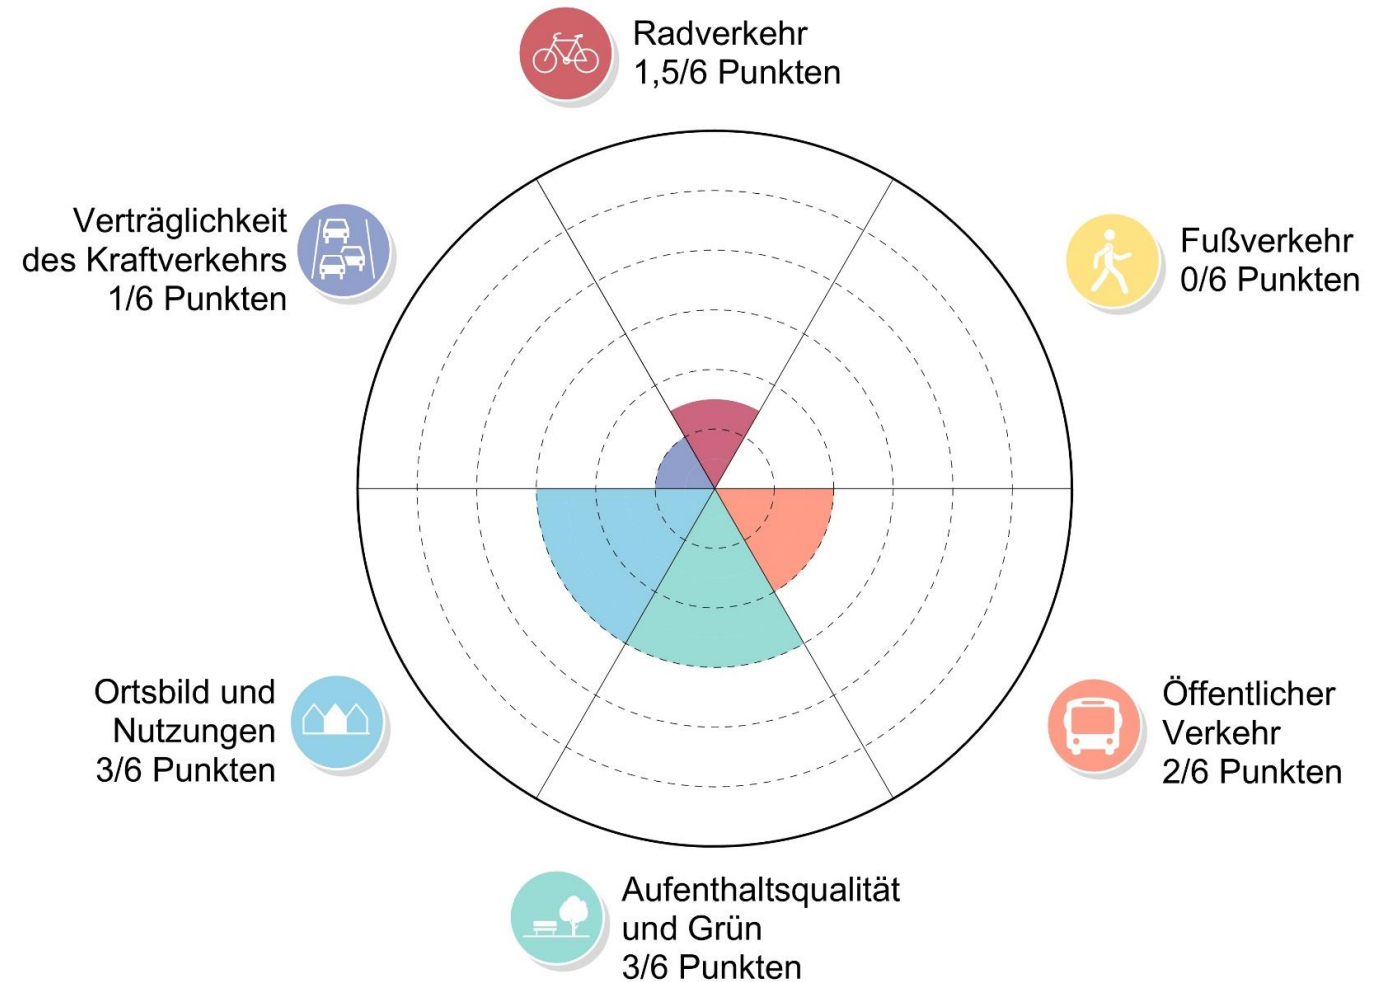 Radverkehr
1,5/6 Punkten
Verträglichkeit
des Kraftverkehrs
1/6 Punkten
Fußverkehr
0/6 Punkten
Ortsbild und
Nutzungen
3/6 Punkten
Öffentlicher
Verkehr
2/6 Punkten
Aufenthaltsqualität
und Grün
3/6 Punkten